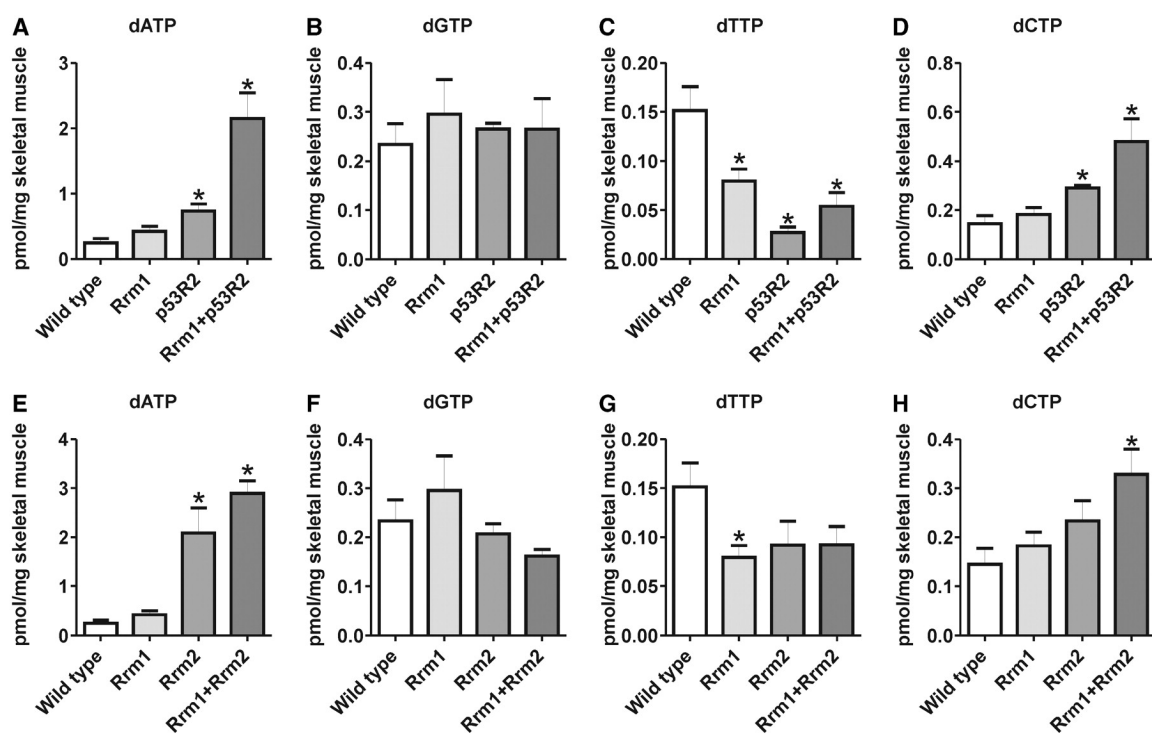 A dATP
pmol/mg skeletal muscle
3
2
1
0
*
*
Wild type
Rrm1
p53R2
Rrm1+p53R2
B dGTP
pmol/mg skeletal muscle
0.4
0.3
0.2
0.1
0.0
Wild type
Rrm1
p53R2
Rrm1+p53R2
C dTTP
pmol/mg skeletal muscle
0.20
0.15
0.10
0.05
0.00
*
*
*
Wild type
Rrm1
p53R2
Rrm1+p53R2
D dCTP
pmol/mg skeletal muscle
0.8
0.6
0.4
0.2
0.0
*
*
Wild type
Rrm1
p53R2
Rrm1+p53R2
E dATP
pmol/mg skeletal muscle
4
3
2
1
0
*
*
Wild type
Rrm1
Rrm2
Rrm1+Rrm2
F dGTP
pmol/mg skeletal muscle
0.4
0.3
0.2
0.1
0.0
Wild type
Rrm1
Rrm2
Rrm1+Rrm2
G dTTP
pmol/mg skeletal muscle
0.20
0.15
0.10
0.05
0.00
*
Wild type
Rrm1
Rrm2
Rrm1+Rrm2
H dCTP
pmol/mg skeletal muscle
0.4
0.3
0.2
0.1
0.0
*
Wild type
Rrm1
Rrm2
Rrm1+Rrm2